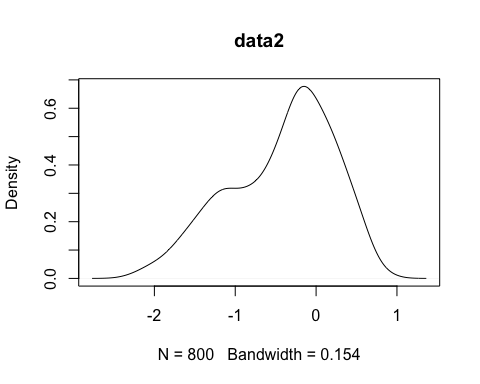 data2
Density
0.6
0.4
0.2
0.0
-2 -1 0 1
N = 800 Bandwidth = 0.154